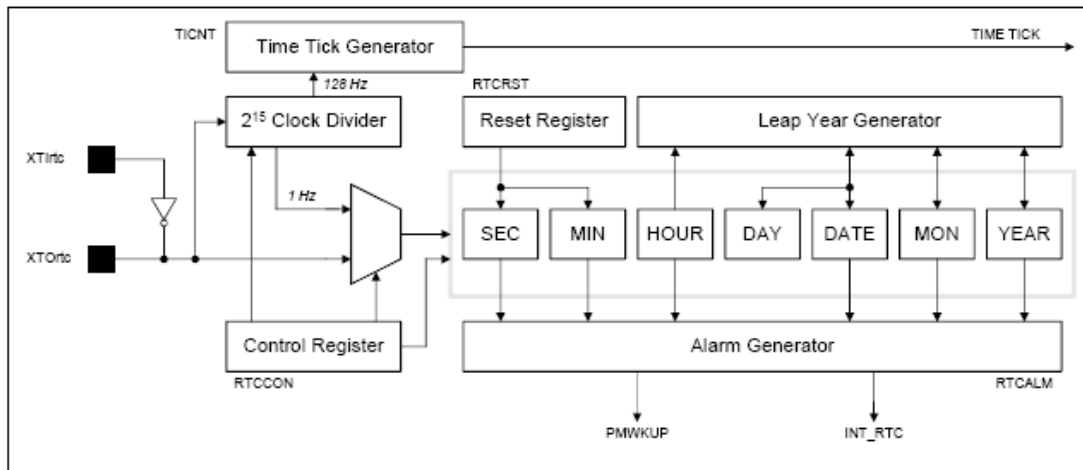 TICNT
Time Tick Generator
TIME TICK
128 Hz
RTCRST
2¹⁵ Clock Divider
Reset Register
Leap Year Generator
XTIrtc
1 Hz
SEC
MIN
HOUR
DAY
DATE
MON
YEAR
XTOrtc
Control Register
Alarm Generator
RTCCON
RTCALM
PMWKUP
INT_RTC